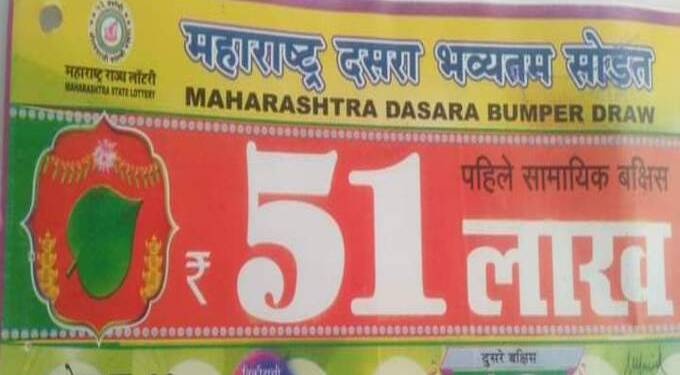 महाराष्ट्र राज्य लॉटरी
MAHARASHTRA STATE LOTTERY
महाराष्ट्र दसरा भव्यतम सोडत
MAHARASHTRA DASARA BUMPER DRAW
पहिले सामायिक बक्षिस
₹ 51 लाख
दुसरे बक्षिस